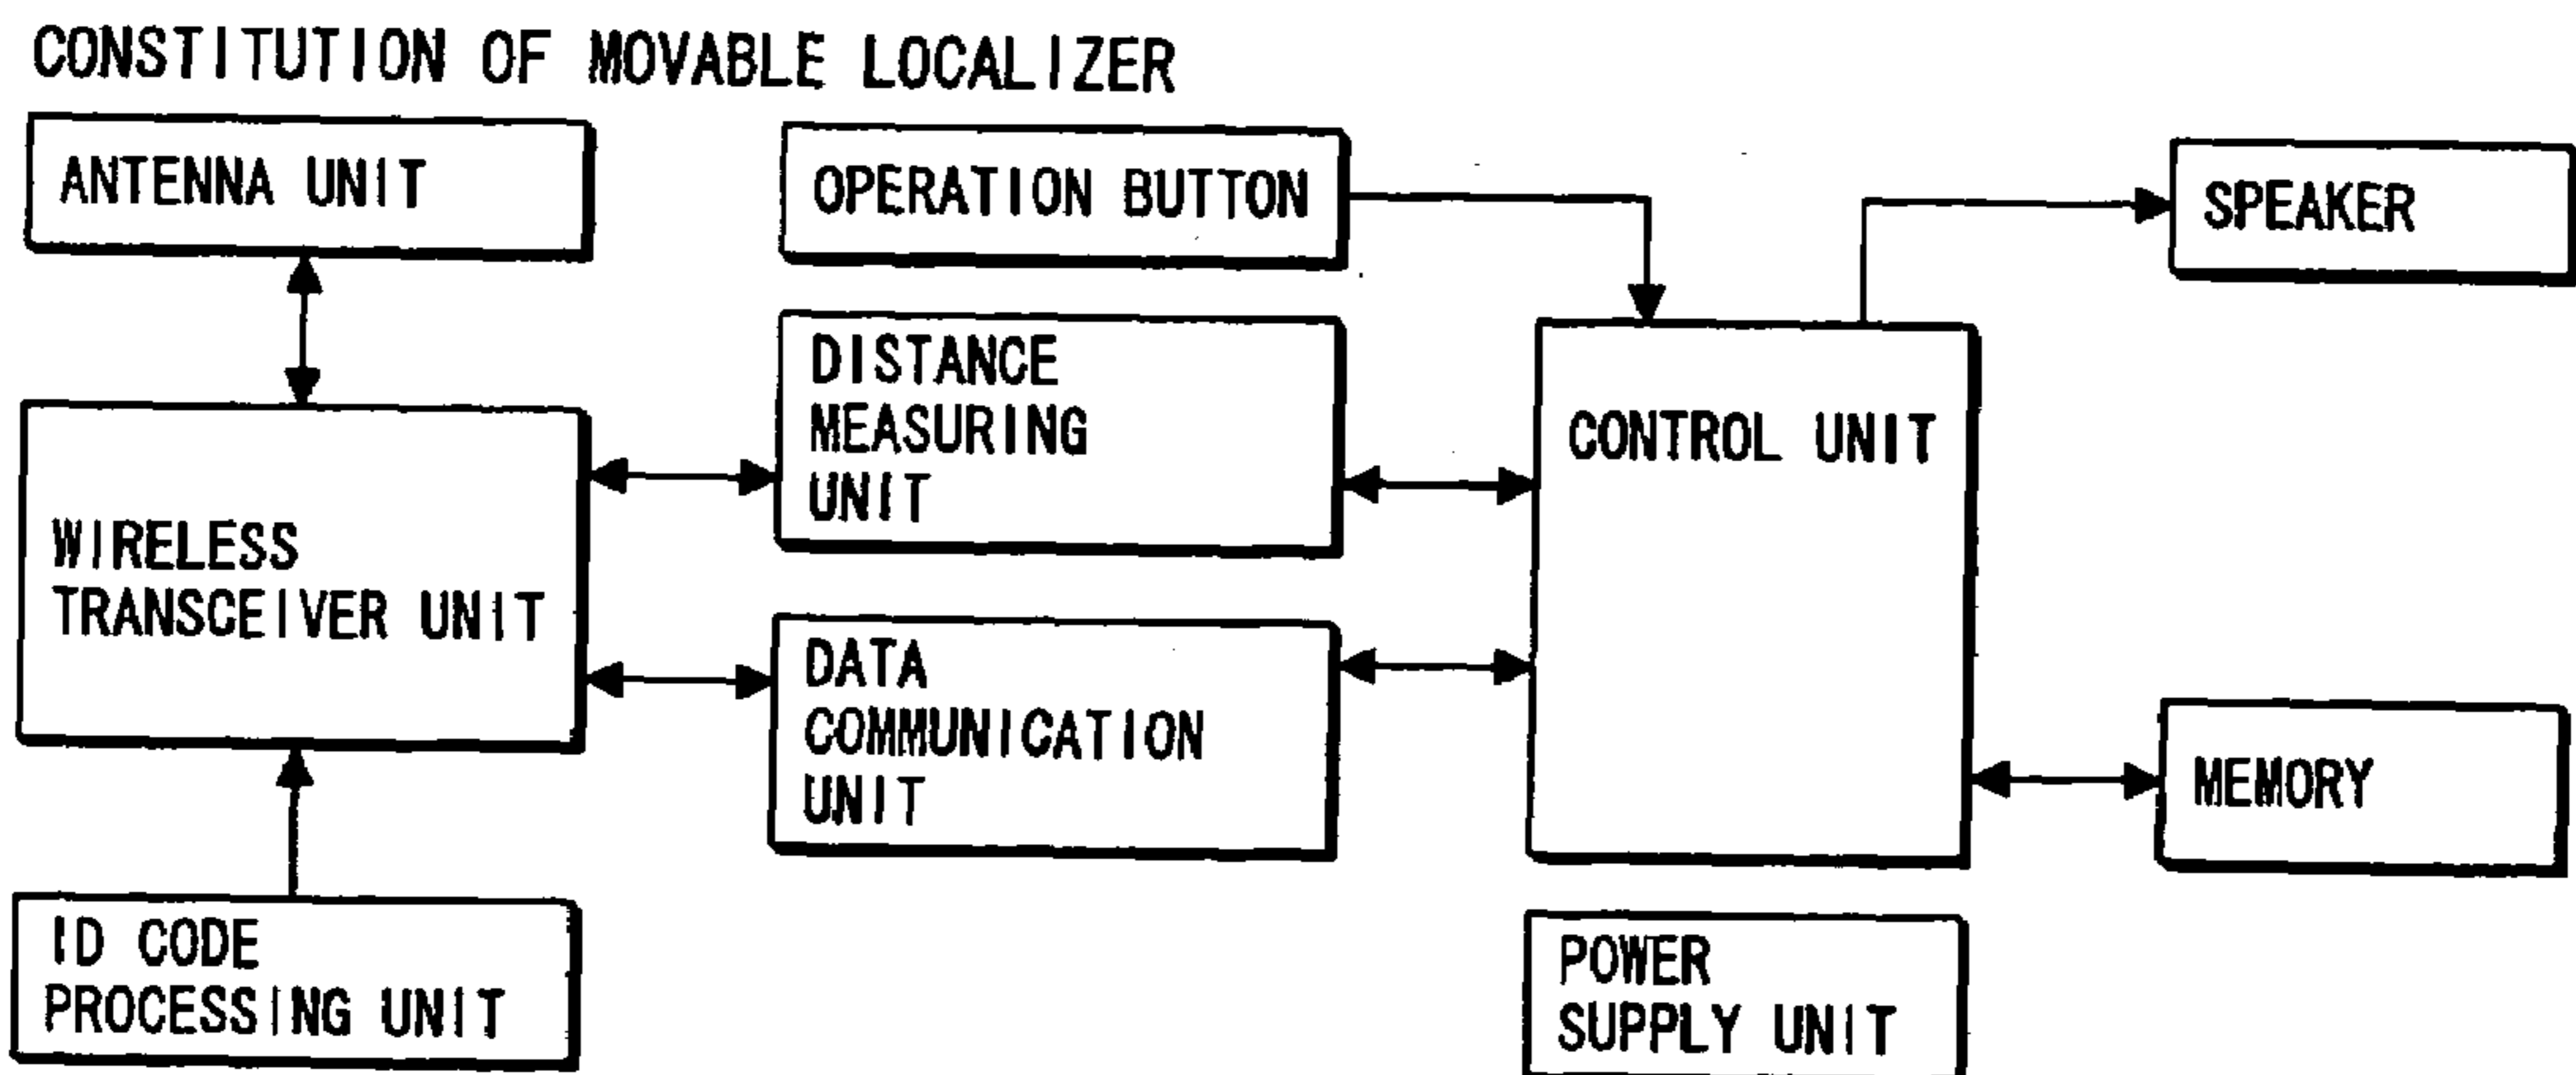 CONSTITUTION OF MOVABLE LOCALIZER
ANTENNA UNIT
OPERATION BUTTON
SPEAKER
DISTANCE
MEASURING
UNIT
CONTROL UNIT
WIRELESS
TRANSCEIVER UNIT
DATA
COMMUNICATION
UNIT
MEMORY
ID CODE
PROCESSING UNIT
POWER
SUPPLY UNIT